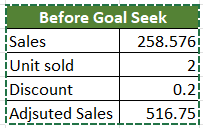 Before Goal Seek
Sales 258.576
Unit sold 2
Discount 0.2
Adjsuted Sales 516.75